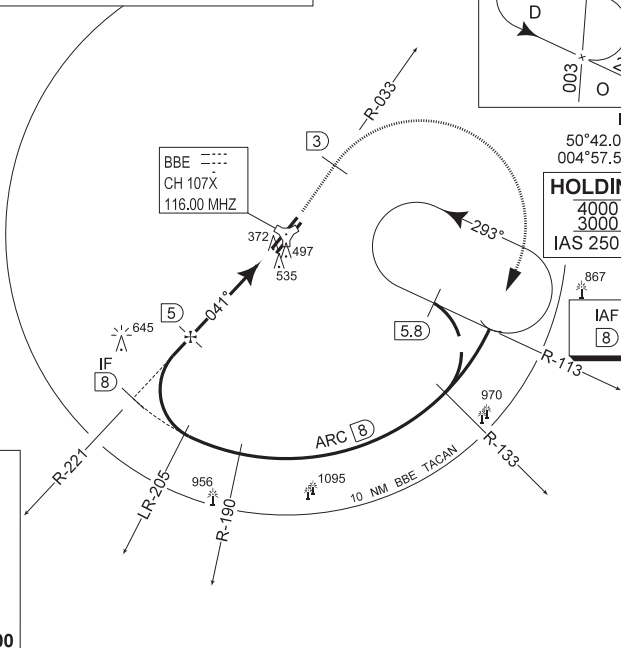 D
003
O
R-033
3
50°42.0
004°57.5
BBE
CH 107X
116.00 MHZ
HOLDIN
4000
3000
IAS 250
293°
372
497
535
867
041°
5
645
5.8
IAF
8
IF
8
R-113
970
ARC 8
R-133
R-221
LR-205
R-190
956
1095
10 NM BBE TACAN
00